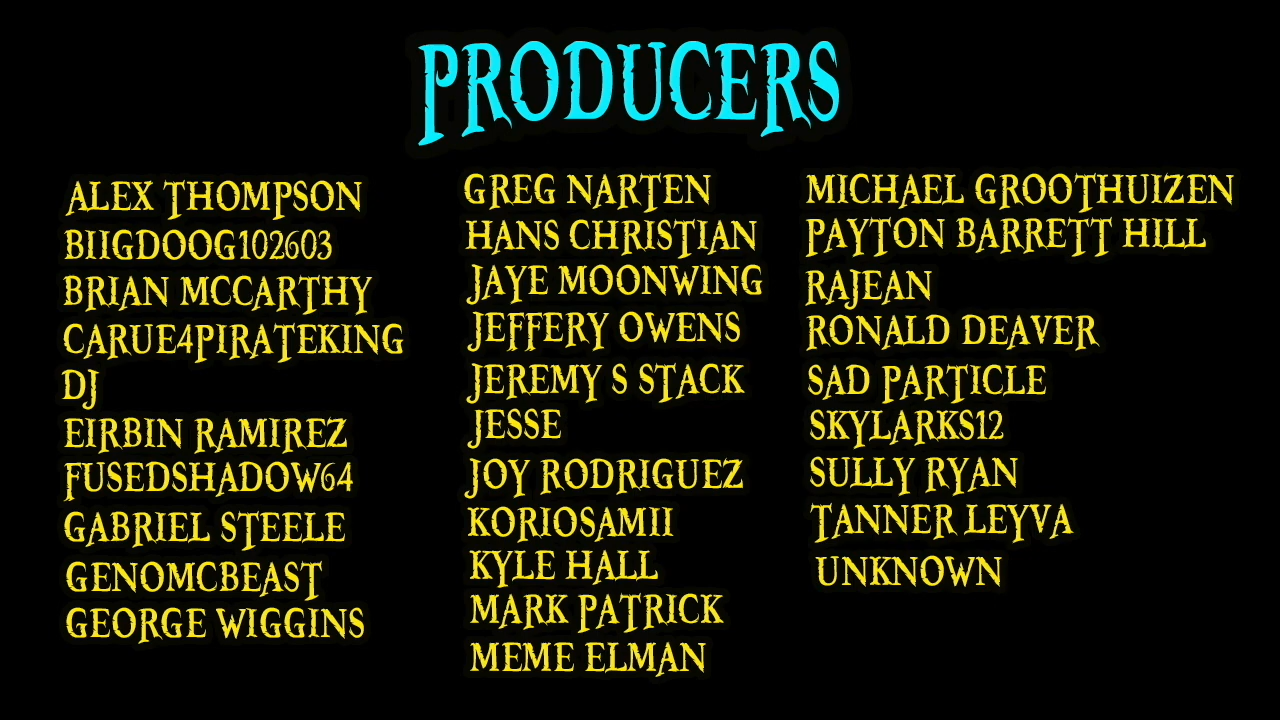 PRODUCERS
ALEX THOMPSON
BIIGDOOG102603
BRIAN MCCARTHY
CARUE4PIRATEKING
DJ
EIRBIN RAMIREZ
FUSEDSHADOW64
GABRIEL STEELE
GENOMCBEAST
GEORGE WIGGINS
GREG NARTEN
HANS CHRISTIAN
JAYE MOONWING
JEFFERY OWENS
JEREMY S STACK
JESSE
JOY RODRIGUEZ
KORIOSAMII
KYLE HALL
MARK PATRICK
MEME ELMAN
MICHAEL GROOTHUIZEN
PAYTON BARRETT HILL
RAJEAN
RONALD DEAVER
SAD PARTICLE
SKYLARKS12
SULLY RYAN
TANNER LEYVA
UNKNOWN